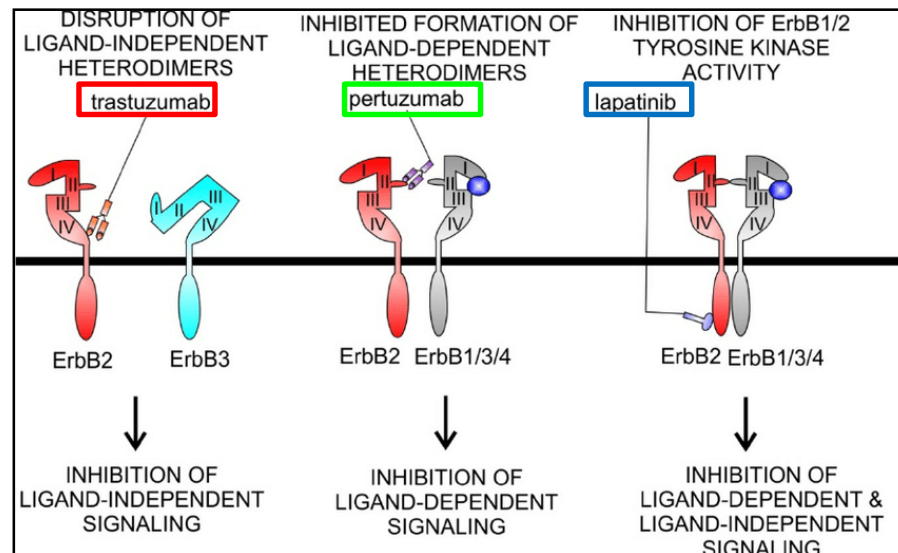 DISRUPTION OF
LIGAND-INDEPENDENT
HETERODIMERS
trastuzumab
I
II
III
IV
I
II
III
IV
ErbB2
ErbB3
INHIBITION OF
LIGAND-INDEPENDENT
SIGNALING
INHIBITED FORMATION OF
LIGAND-DEPENDENT
HETERODIMERS
pertuzumab
I
II
III
IV
I
II
III
IV
ErbB2
ErbB1/3/4
INHIBITION OF
LIGAND-DEPENDENT
SIGNALING
INHIBITION OF ErbB1/2
TYROSINE KINASE
ACTIVITY
lapatinib
I
II
III
IV
I
II
III
IV
ErbB2
ErbB1/3/4
INHIBITION OF
LIGAND-DEPENDENT &
LIGAND-INDEPENDENT
SIGNALING